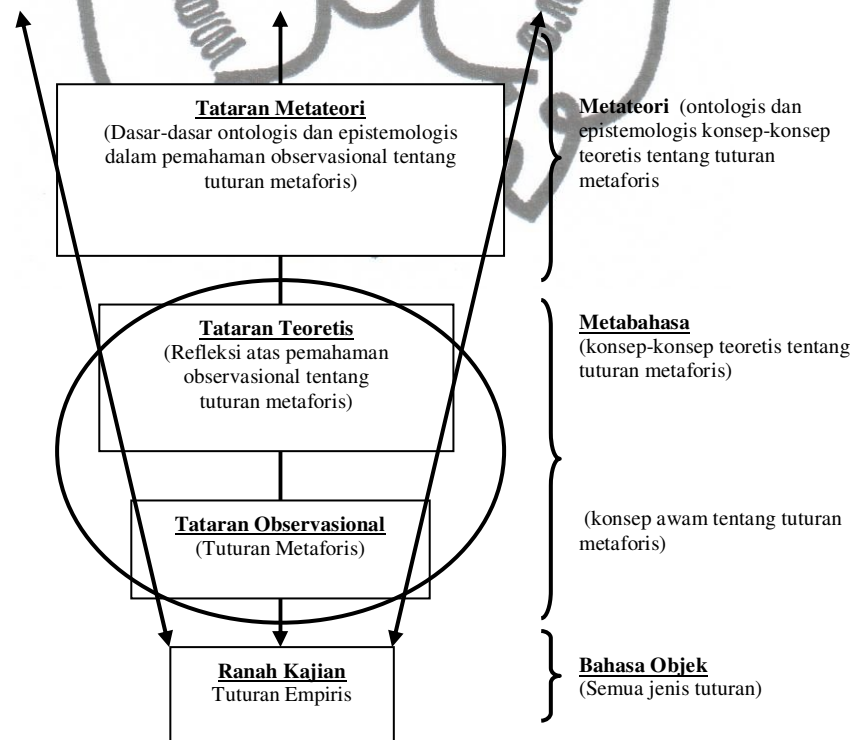 Tataran Metateori
(Dasar-dasar ontologis dan epistemologis
dalam pemahaman observasional tentang
tuturan metaforis)
Metateori (ontologis dan
epistemologis konsep-konsep
teoretis tentang tuturan
metaforis
Tataran Teoretis
(Refleksi atas pemahaman
observasional tentang
tuturan metaforis)
Metabahasa
(konsep-konsep teoretis tentang
tuturan metaforis)
Tataran Observasional
(Tuturan Metaforis)
(konsep awam tentang tuturan
metaforis)
Ranah Kajian
Tuturan Empiris
Bahasa Objek
(Semua jenis tuturan)